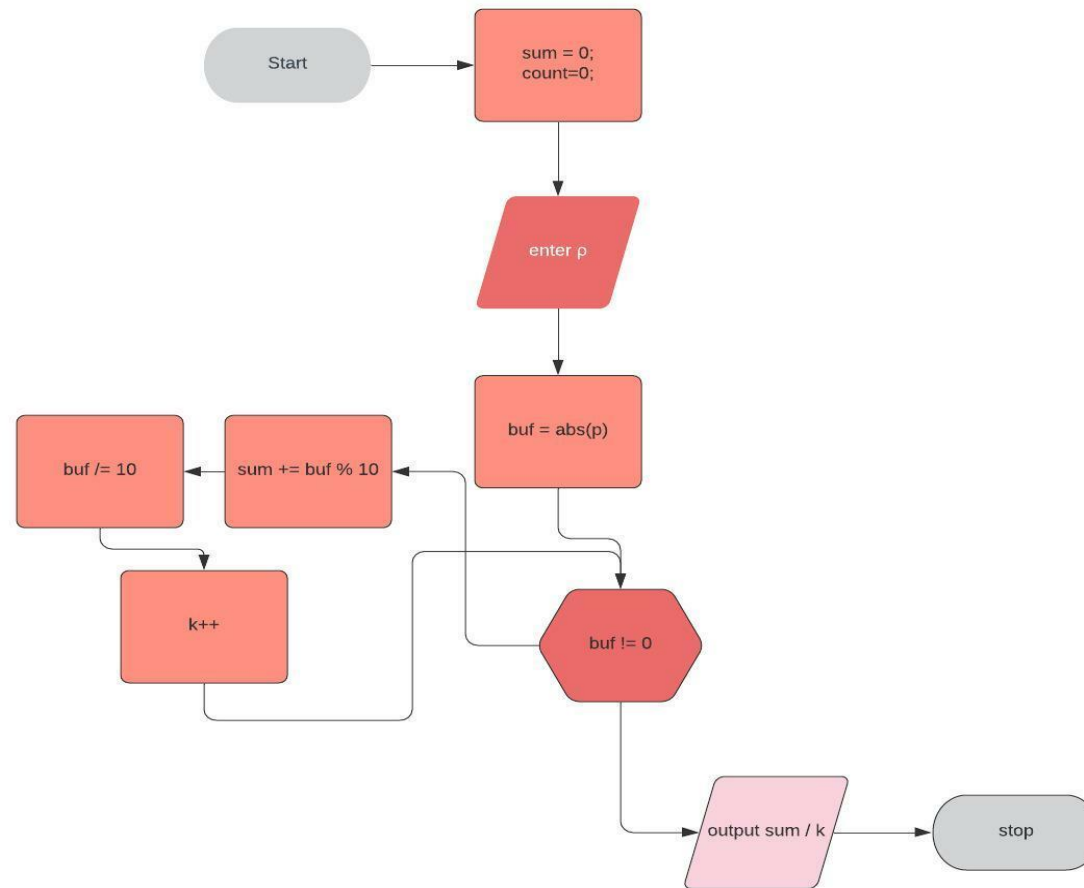 Start
sum = 0;
count=0;
enter ρ
buf = abs(p)
buf != 0
sum += buf % 10
buf /= 10
k++
output sum / k
stop